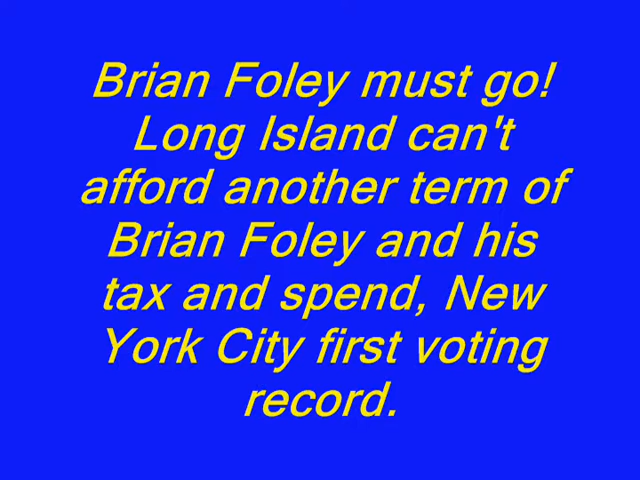 Brian Foley must go!
Long Island can't
afford another term of
Brian Foley and his
tax and spend, New
York City first voting
record.